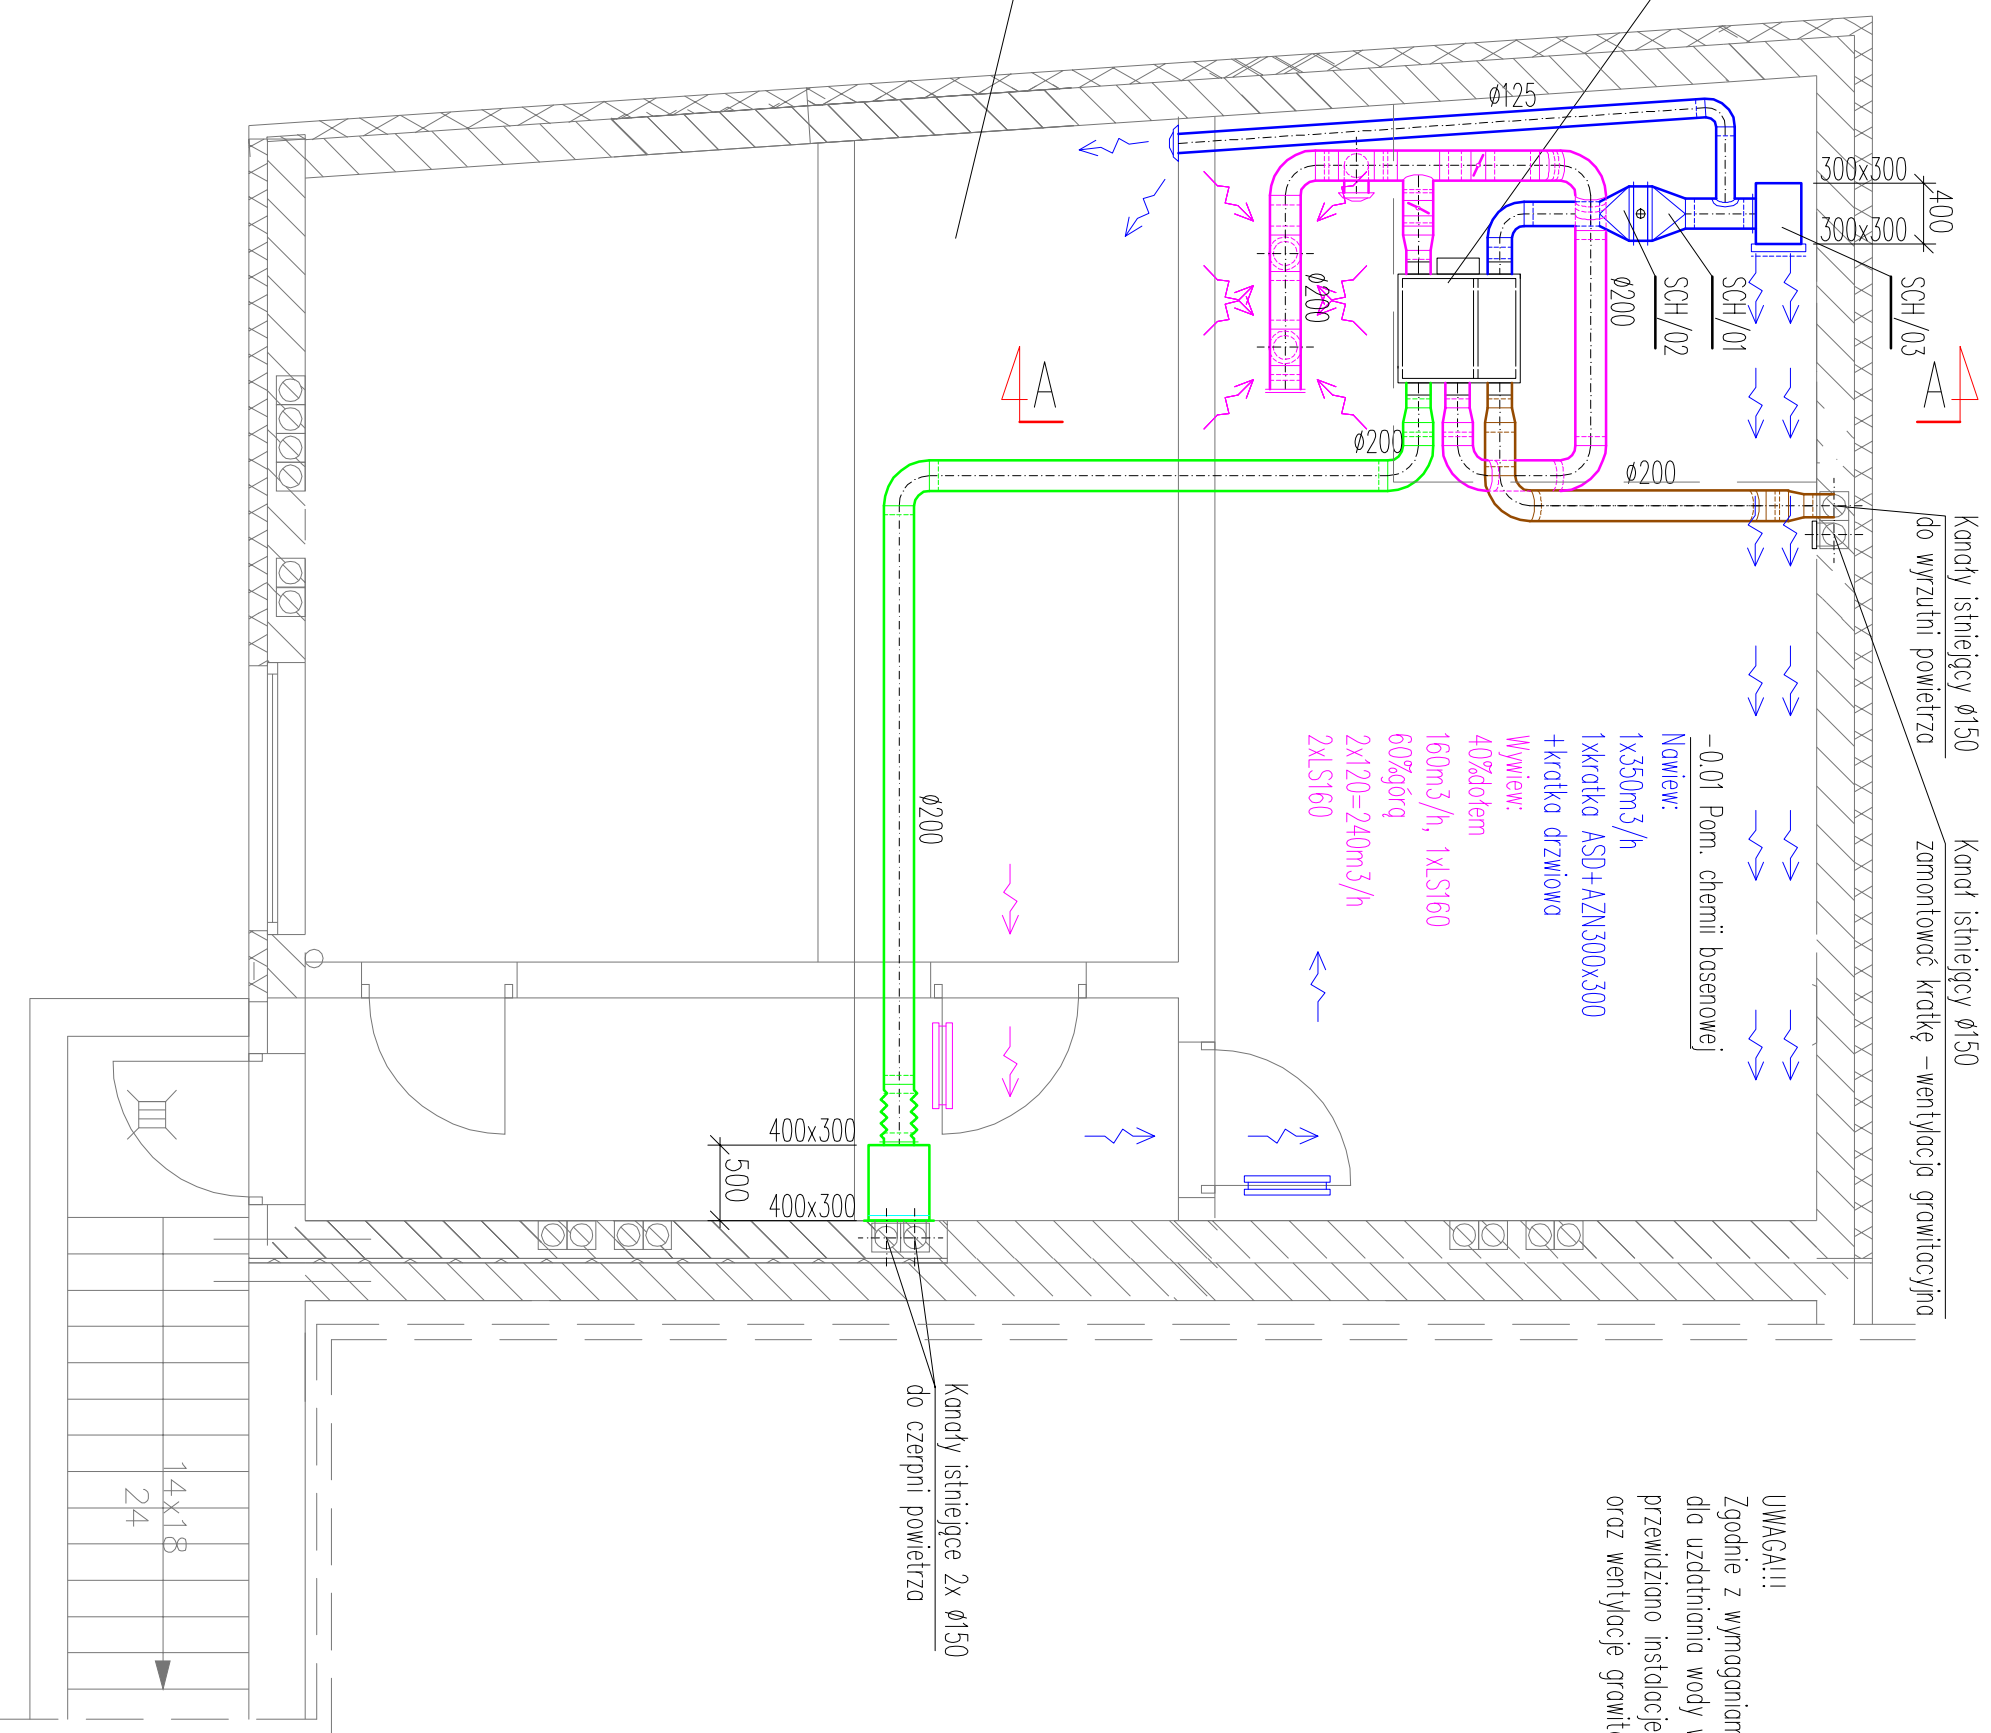 ø125
300x300
400
300x300
SCH/03
SCH/01
SCH/02
ø200
ø200
ø200
ø200
A
A
Kanały istniejący ø150
do wyrzutni powietrza
Kanał istniejący ø150
zamontować kratkę -wentylacja grawitacyjna
-0.01 Pom. chemii basenowej
Nawiew:
1x350m3/h
1xkratka ASD+AZN300x300
+kratka drzwiowa
Wywiew:
40%dołem
160m3/h, 1xLS160
60%górą
2x120=240m3/h
2xLS160
ø200
400x300
500
400x300
Kanały istniejące 2x ø150
do czerpni powietrza
14x18
24
UWAGA!!!
Zgodnie z
dla uzdatniania wody
przewidziano instalacje
oraz wentylacje